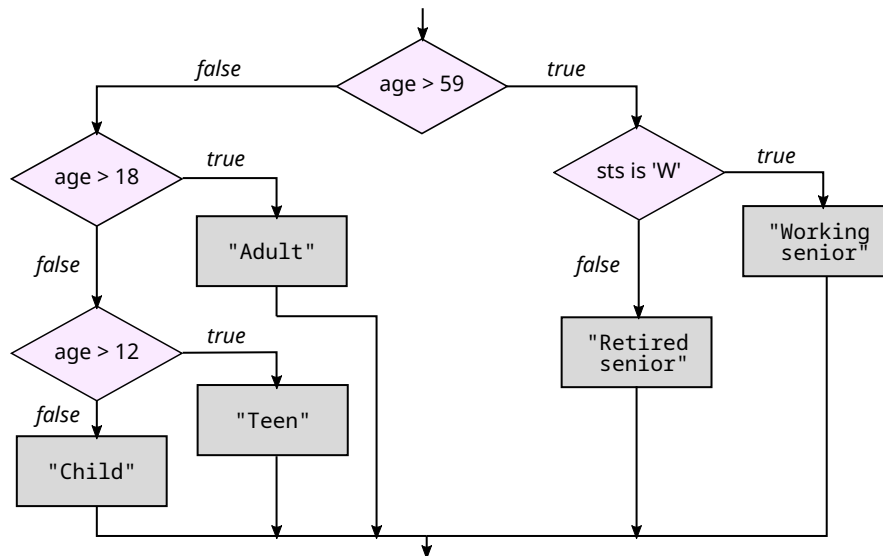 false
age > 59
true
age > 18
true
sts is 'W'
true
"Adult"
"Working
senior"
false
false
"Retired
senior"
age > 12
true
false
"Teen"
"Child"